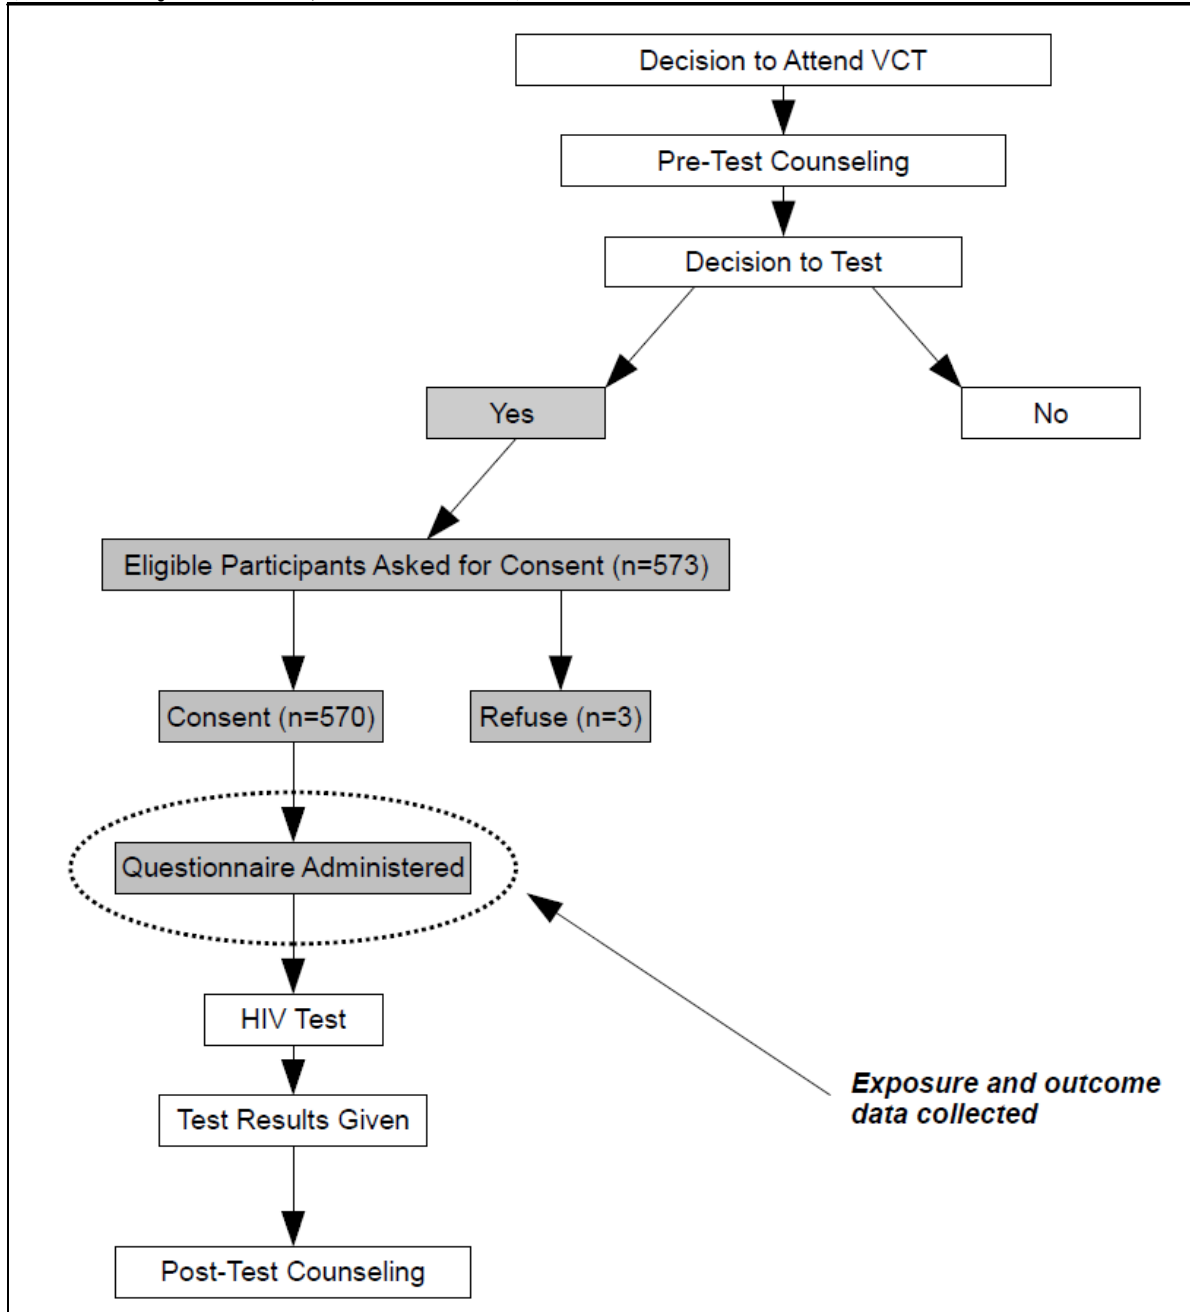 Decision to Attend VCT
Pre-Test Counseling
Decision to Test
Yes
No
Eligible Participants Asked for Consent (n=573)
Consent (n=570)
Refuse (n=3)
Questionnaire Administered
HIV Test
Exposure and outcome
data collected
Test Results Given
Post-Test Counseling